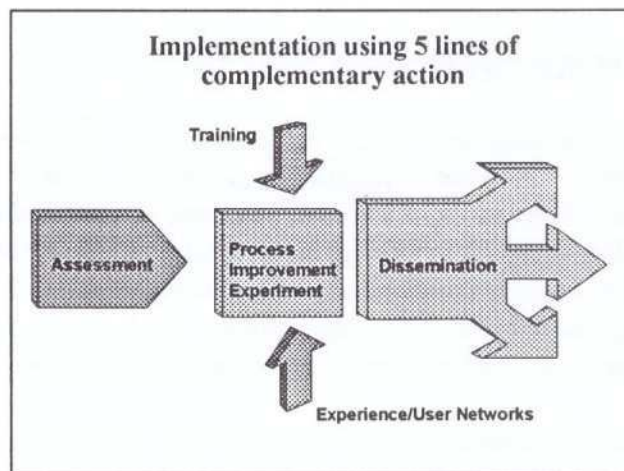 Implementation using 5 lines of
complementary action
Training
Assessment
Process
Improvement
Experiment
Dissemination
Experience/User Networks